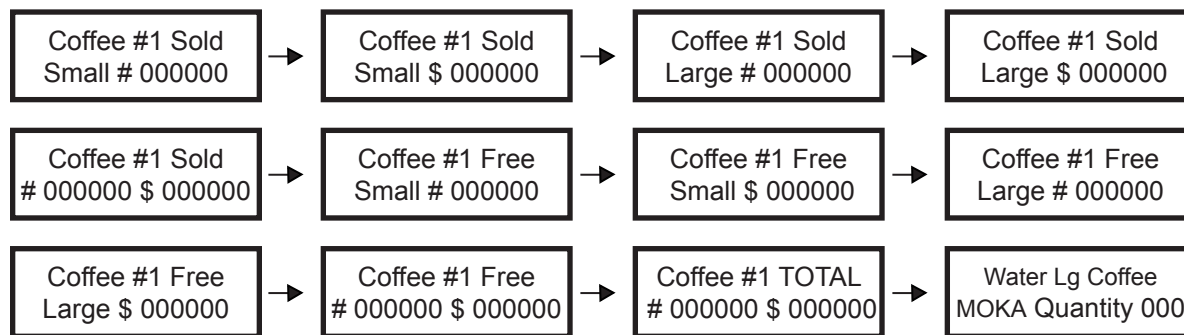 Coffee #1 Sold
Small # 000000
Coffee #1 Sold
Small $ 000000
Coffee #1 Sold
Large # 000000
Coffee #1 Sold
Large $ 000000
Coffee #1 Sold
# 000000 $ 000000
Coffee #1 Free
Small # 000000
Coffee #1 Free
Small $ 000000
Coffee #1 Free
Large # 000000
Coffee #1 Free
Large $ 000000
Coffee #1 Free
# 000000 $ 000000
Coffee #1 TOTAL
# 000000 $ 000000
Water Lg Coffee
MOKA Quantity 000